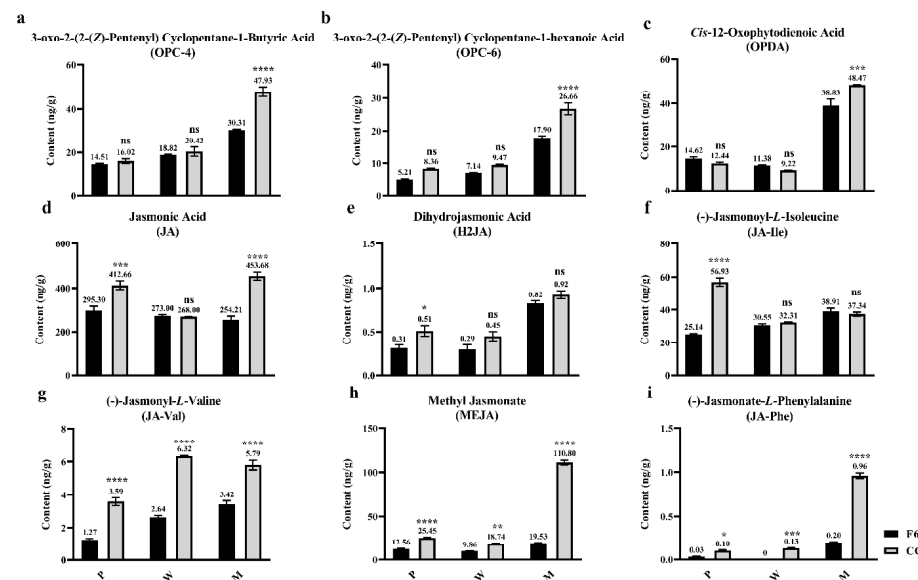 a
3-oxo-2-(2-(Z)-Pentenyl) Cyclopentane-1-Butyric Acid
(OPC-4)
Content (ng/g)
60
40
20
0
14.51
ns
16.02
18.82
ns
20.42
30.31
****
47.93
b
3-oxo-2-(2-(Z)-Pentenyl) Cyclopentane-1-hexanoic Acid
(OPC-6)
Content (ng/g)
40
30
20
10
0
5.21
ns
8.36
7.14
ns
9.47
17.90
****
26.66
c
Cis-12-Oxophytodienoic Acid
(OPDA)
Content (ng/g)
60
40
20
0
14.62
ns
12.44
11.38
ns
9.22
38.83
***
48.47
d
Jasmonic Acid
(JA)
Content (ng/g)
600
400
200
0
295.30
***
412.66
273.00
ns
268.00
254.21
****
453.68
e
Dihydrojasmonic Acid
(H2JA)
Content (ng/g)
1.5
1.0
0.5
0.0
0.31
*
0.51
0.29
ns
0.45
0.82
ns
0.92
f
(-)-Jasmonoyl-L-Isoleucine
(JA-Ile)
Content (ng/g)
80
60
40
20
0
25.14
****
56.93
30.55
ns
32.31
38.91
ns
37.34
g
(-)-Jasmonyl-L-Valine
(JA-Val)
Content (ng/g)
8
6
4
2
0
1.27
****
3.59
2.64
****
6.32
3.42
****
5.79
P
W
M
h
Methyl Jasmonate
(MEJA)
Content (ng/g)
150
100
50
25
0
12.56
****
25.45
9.86
**
18.74
19.53
****
110.80
P
W
M
i
(-)-Jasmonate-L-Phenylalanine
(JA-Phe)
Content (ng/g)
1.5
1.0
0.5
0.0
0.03
*
0.10
0
***
0.13
0.20
****
0.96
P
W
M
F6